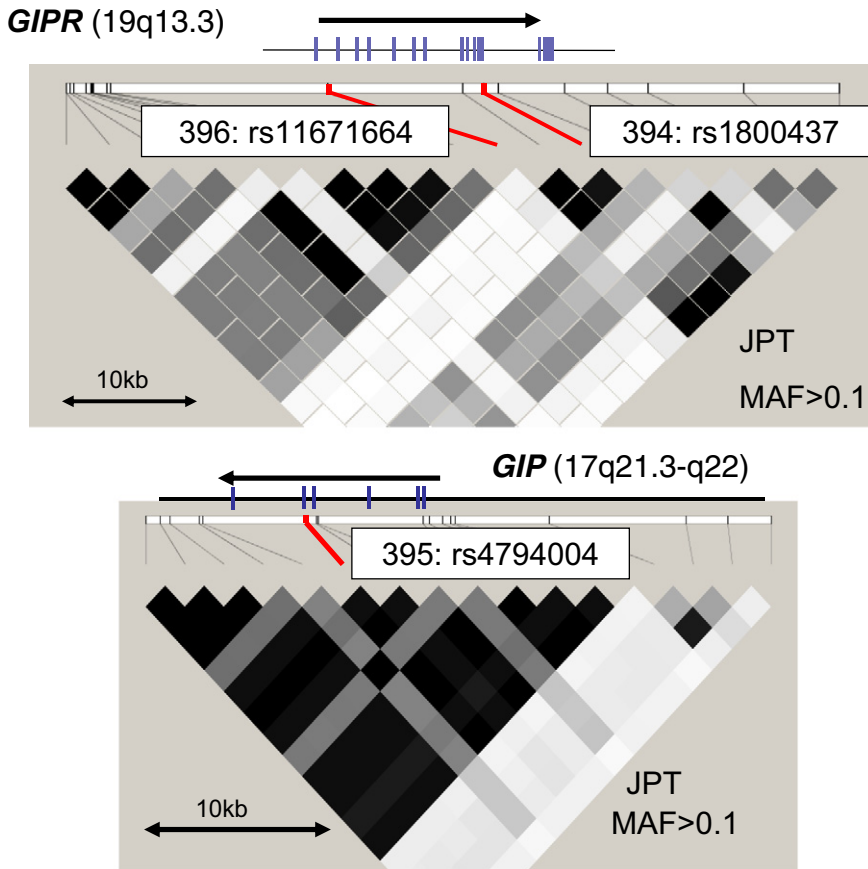 GIPR (19q13.3)
396: rs11671664
394: rs1800437
10kb
JPT
MAF>0.1
GIP (17q21.3-q22)
395: rs4794004
10kb
JPT
MAF>0.1